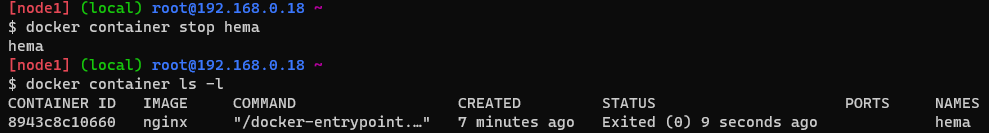 [node1] (local) root@192.168.0.18 ~
$ docker container stop hema
hema
[node1] (local) root@192.168.0.18 ~
$ docker container ls -l
CONTAINER ID   IMAGE     COMMAND                  CREATED         STATUS                     PORTS     NAMES
8943c8c10660   nginx     "/docker-entrypoint.…"   7 minutes ago   Exited (0) 9 seconds ago             hema